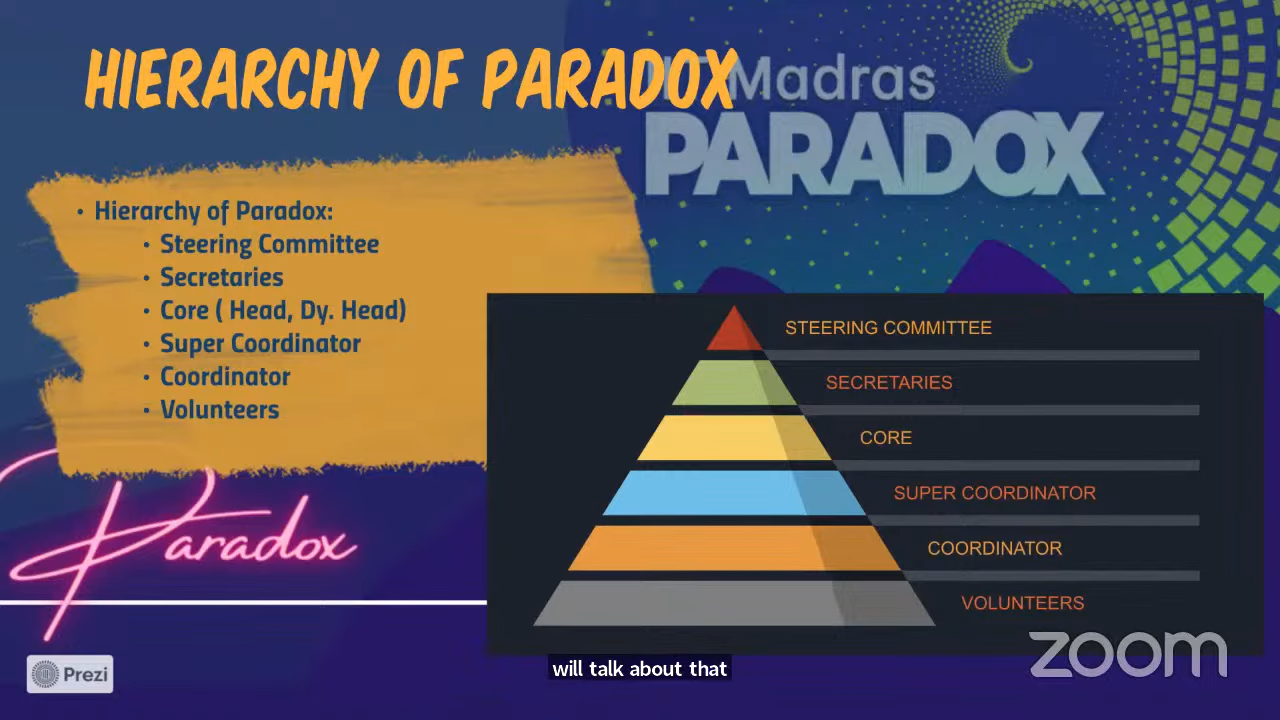 HIERARCHY OF PARADOX
Madras
PARADOX
• Hierarchy of Paradox:
• Steering Committee
• Secretaries
• Core ( Head, Dy. Head)
• Super Coordinator
• Coordinator
• Volunteers
STEERING COMMITTEE
SECRETARIES
CORE
SUPER COORDINATOR
COORDINATOR
VOLUNTEERS
Paradox
Prezi
zoom
will talk about that